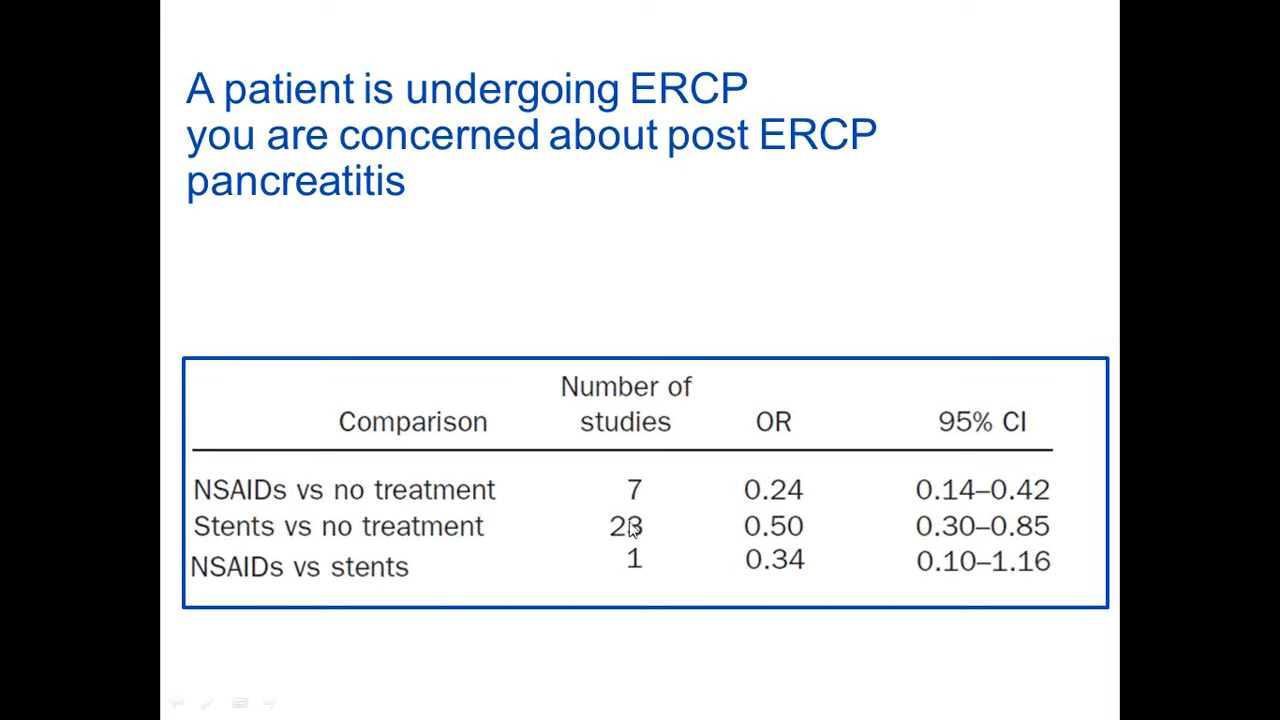 A patient is undergoing ERCP
you are concerned about post ERCP
pancreatitis
Number of
Comparison studies OR 95% CI
NSAIDs vs no treatment 7 0.24 0.14–0.42
Stents vs no treatment 23 0.50 0.30–0.85
NSAIDs vs stents 1 0.34 0.10–1.16